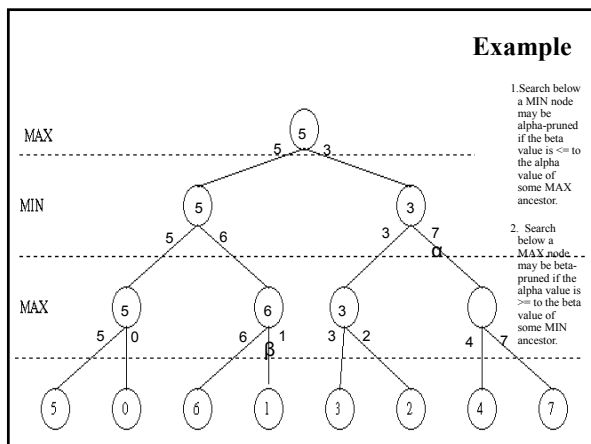 Example
1.Search below
a MIN node
may be
alpha-pruned
if the beta
value is <= to
the alpha
value of
some MAX
ancestor.
2. Search
below a
MAX node
may be beta-
pruned if the
alpha value is
>= to the beta
value of
some MIN
ancestor.
MAX
5
5 3
MIN
5 3
5 6 3 7
α
MAX
5 6 3
5 0 6 1 3 2 4 7
β
5 0 6 1 3 2 4 7